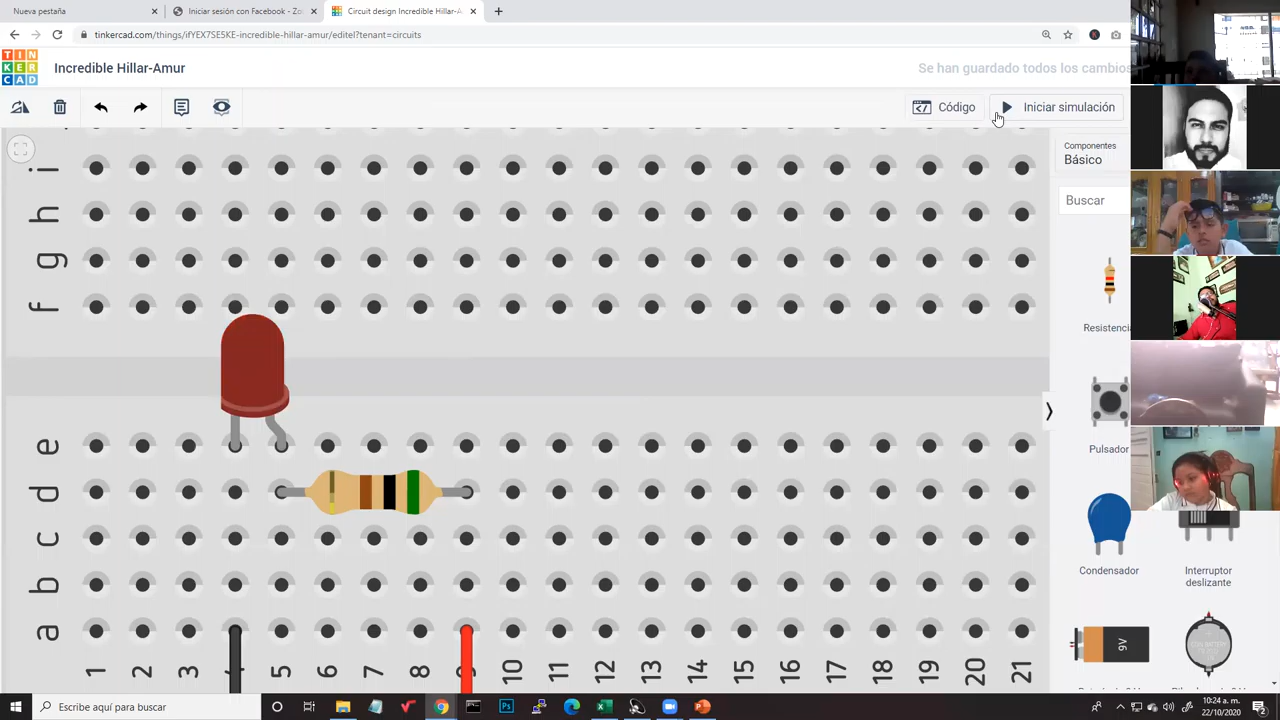 Nueva pestaña
Iniciar sesión con Facebook - Zo
Circuit design Incredible Hillar-A
tinkercad.com/things/ifYEX7SE5KE-incredible-hillar-amur/editel?tenant=circuits
TIN
KER
CAD
Incredible Hillar-Amur
Se han guardado todos los cambios
Código
Iniciar simulación
Componentes
Básico
Buscar
Resistencia
Pulsador
Condensador
Interruptor
deslizante
9V
i
h
g
f
e
d
c
b
a
1 2 3 4 5 6 7 8 9 10 11 12 13 14 15 16 17 18 19 20 21
Escribe aquí para buscar
10:24 a. m.
22/10/2020